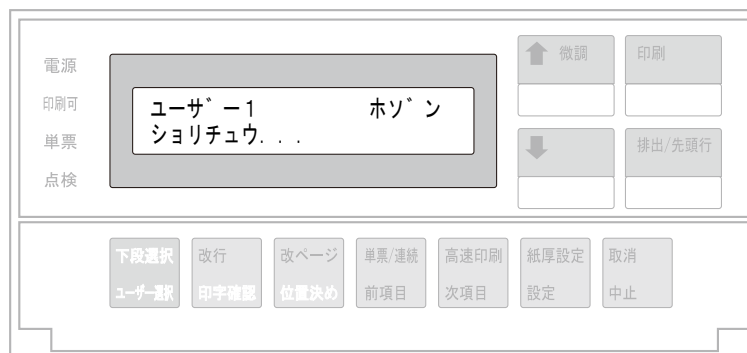 電源
印刷可
単票
点検
ユーザー1 ホゾン
ショリチュウ...
微調
印刷
排出/先頭行
下段選択
ユーザー選択
改行
印字確認
改ページ
位置決め
単票/連続
前項目
高速印刷
次項目
紙厚設定
設定
取消
中止